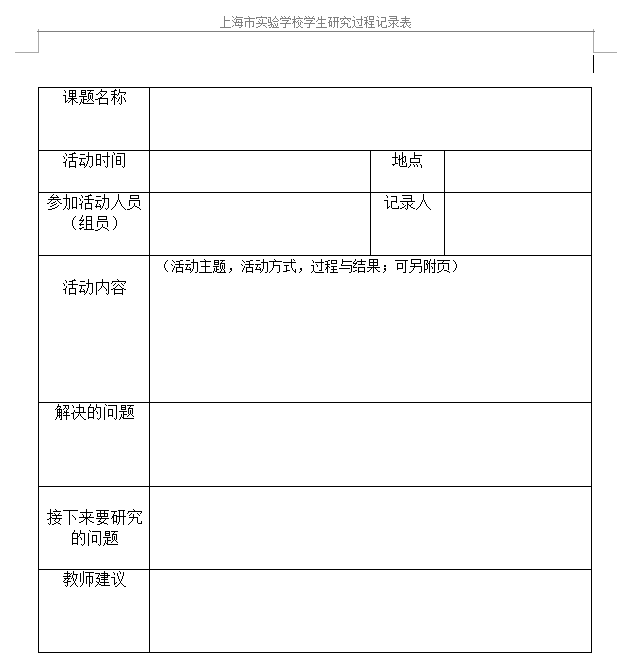 上海市实验学校学生研究过程记录表
课题名称
活动时间
地点
参加活动人员
（组员）
记录人
活动内容
（活动主题，活动方式，过程与结果；可另附页）
解决的问题
接下来要研究
的问题
教师建议